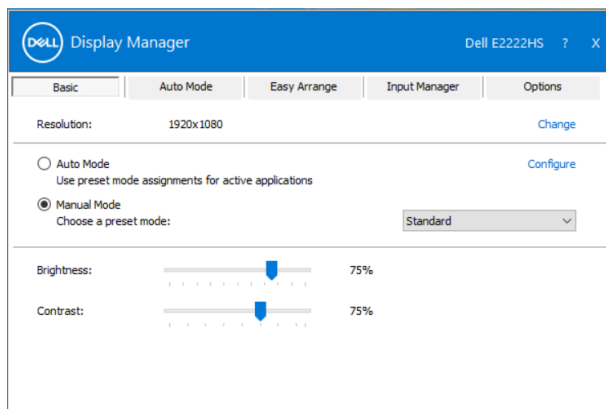 DELL Display Manager Dell E2222HS ? X
Basic Auto Mode Easy Arrange Input Manager Options
Resolution: 1920x1080 Change
Auto Mode Configure
Use preset mode assignments for active applications
Manual Mode
Choose a preset mode: Standard
Brightness: 75%
Contrast: 75%